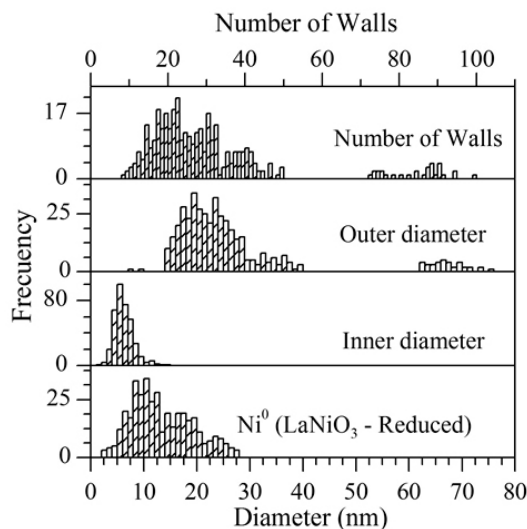 Number of Walls
0 20 40 60 80 100
17
Number of Walls
0
25
Outer diameter
0
Frecuency
80
Inner diameter
0
25
Ni⁰ (LaNiO₃ - Reduced)
0
0 10 20 30 40 50 60 70 80
Diameter (nm)